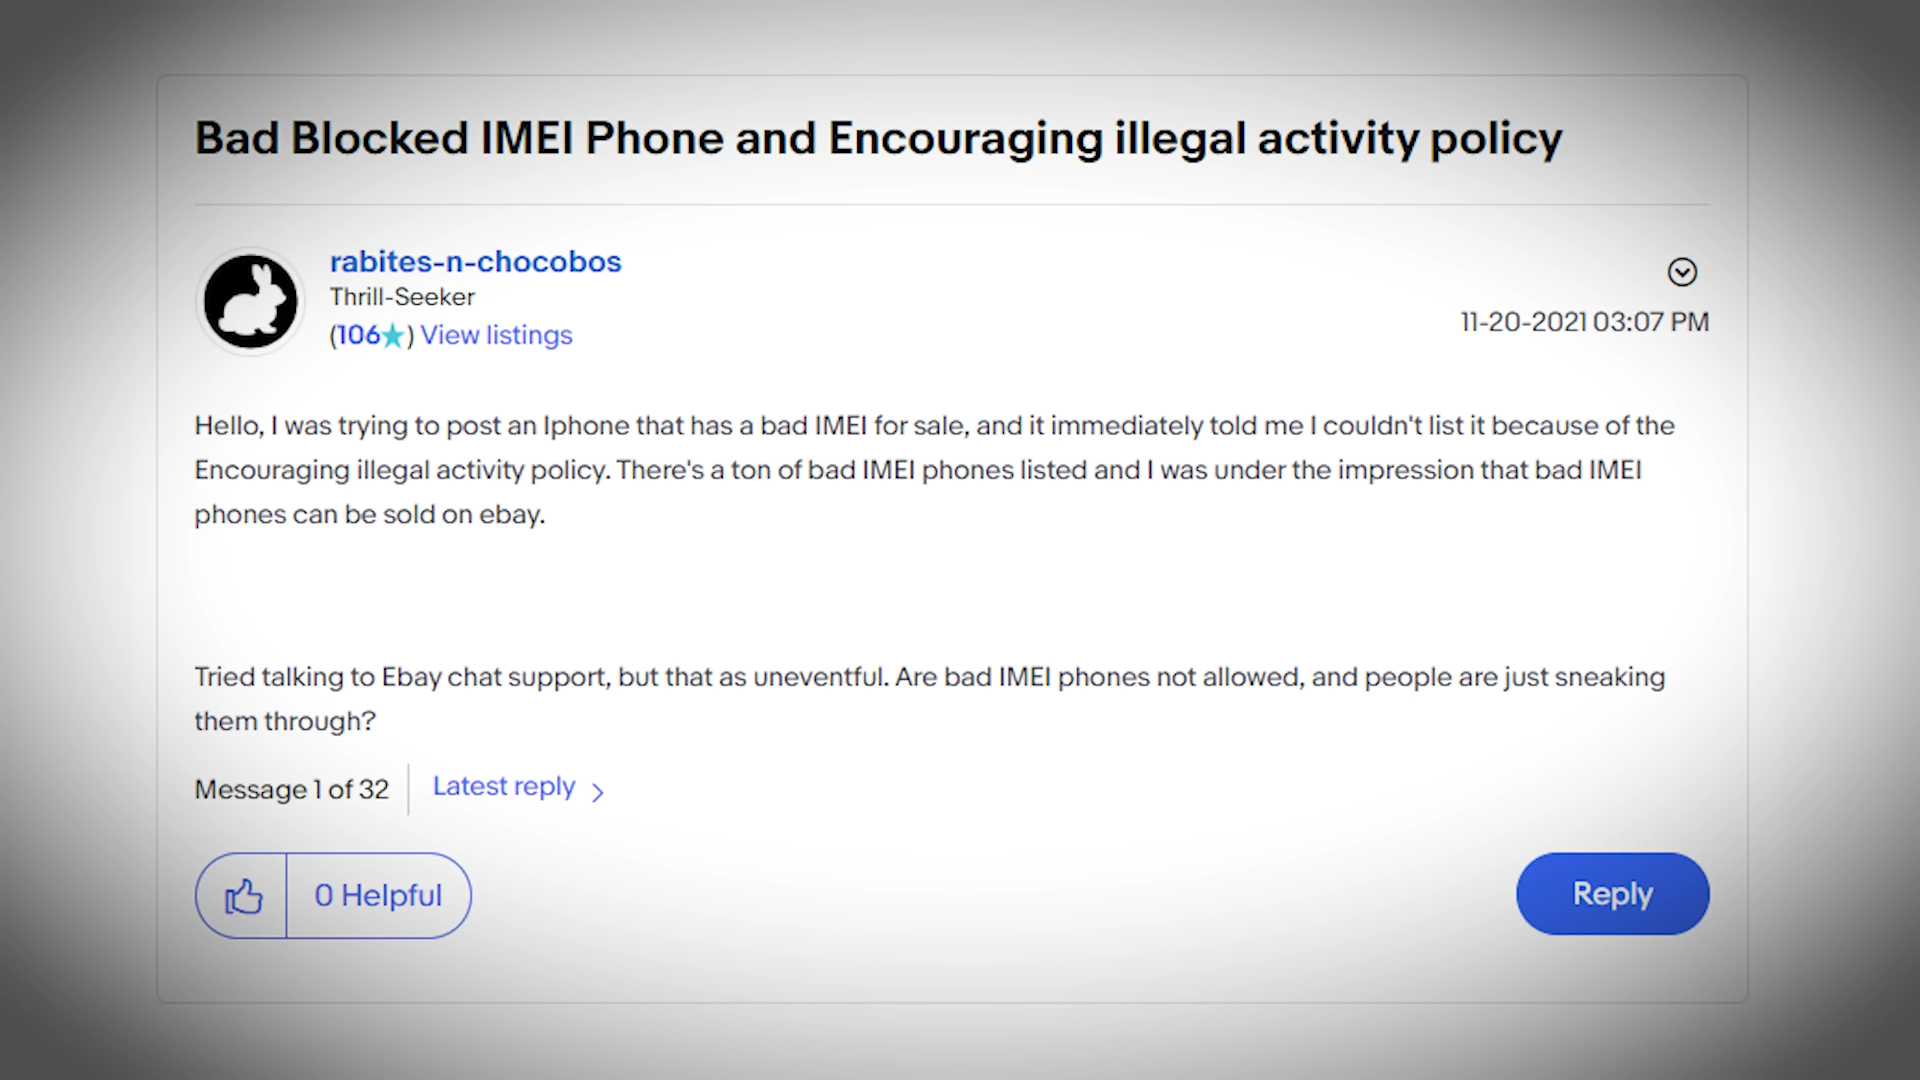 Bad Blocked IMEI Phone and Encouraging illegal activity policy
rabites-n-chocobos
Thrill-Seeker
(106★) View listings
11-20-2021 03:07 PM
Hello, I was trying to post an Iphone that has a bad IMEI for sale, and it immediately told me I couldn't list it because of the
Encouraging illegal activity policy. There's a ton of bad IMEI phones listed and I was under the impression that bad IMEI
phones can be sold on ebay.
Tried talking to Ebay chat support, but that as uneventful. Are bad IMEI phones not allowed, and people are just sneaking
them through?
Message 1 of 32
Latest reply
0 Helpful
Reply